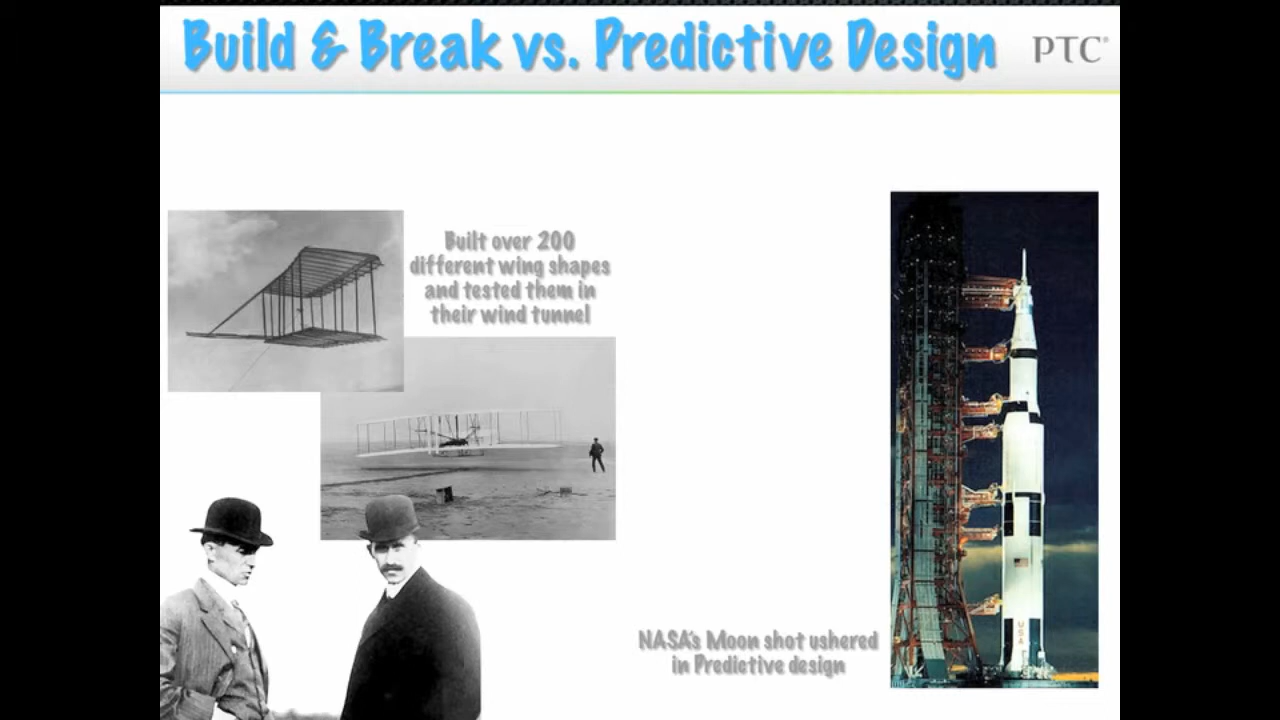 Build & Break vs. Predictive Design
PTC®
Built over 200
different wing shapes
and tested them in
their wind tunnel
NASA's Moon shot ushered
in Predictive design
USA